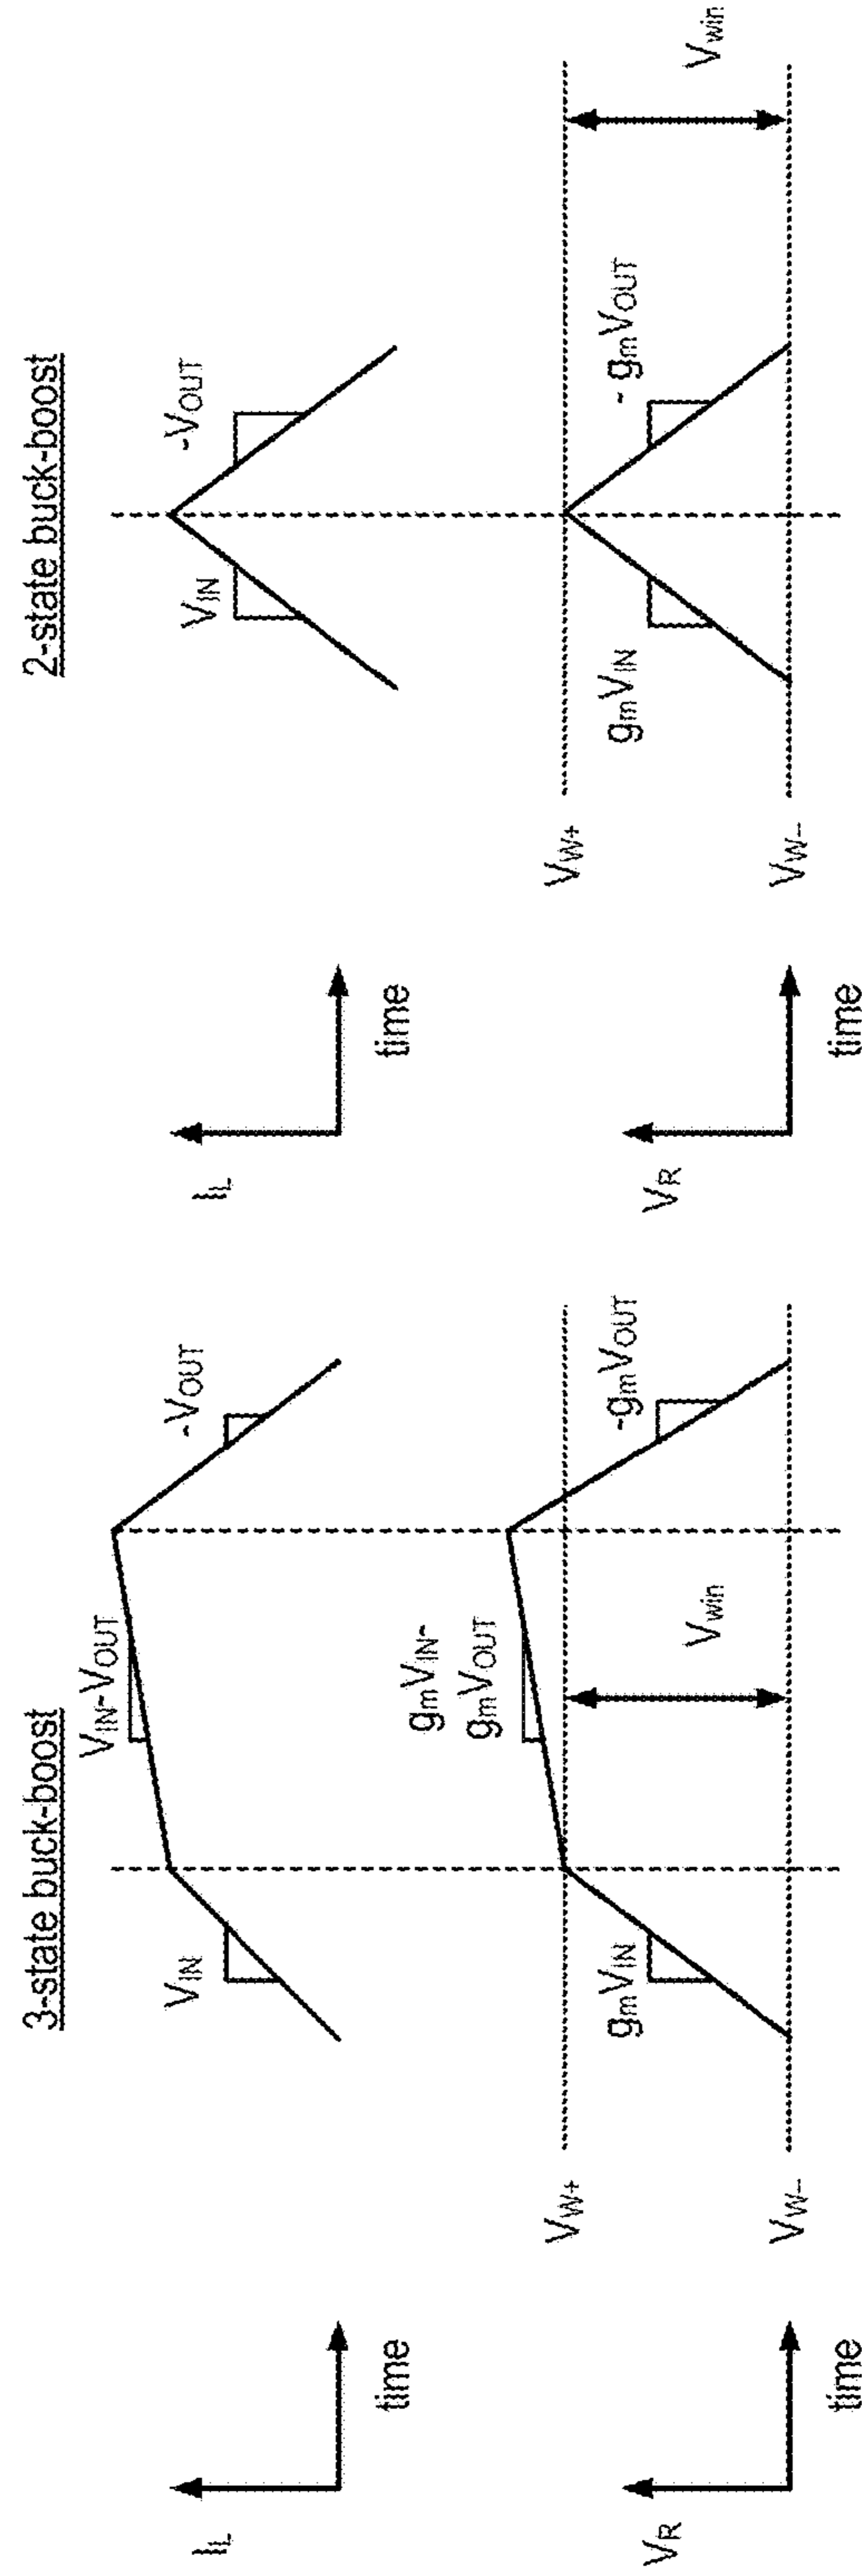 3-state buck-boost
IL
time
VIN
VIN-VOUT
-VOUT
VR
time
VW+
VW-
gmVIN
gmVIN-
gmVOUT
-gmVOUT
Vwin
2-state buck-boost
IL
time
VIN
-VOUT
VR
time
VW+
VW-
gmVIN
- gmVOUT
Vwin